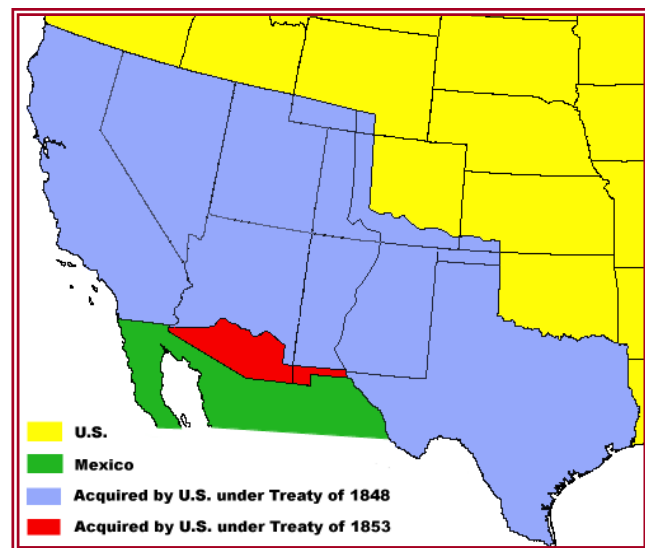 U.S.
Mexico
Acquired by U.S. under Treaty of 1848
Acquired by U.S. under Treaty of 1853